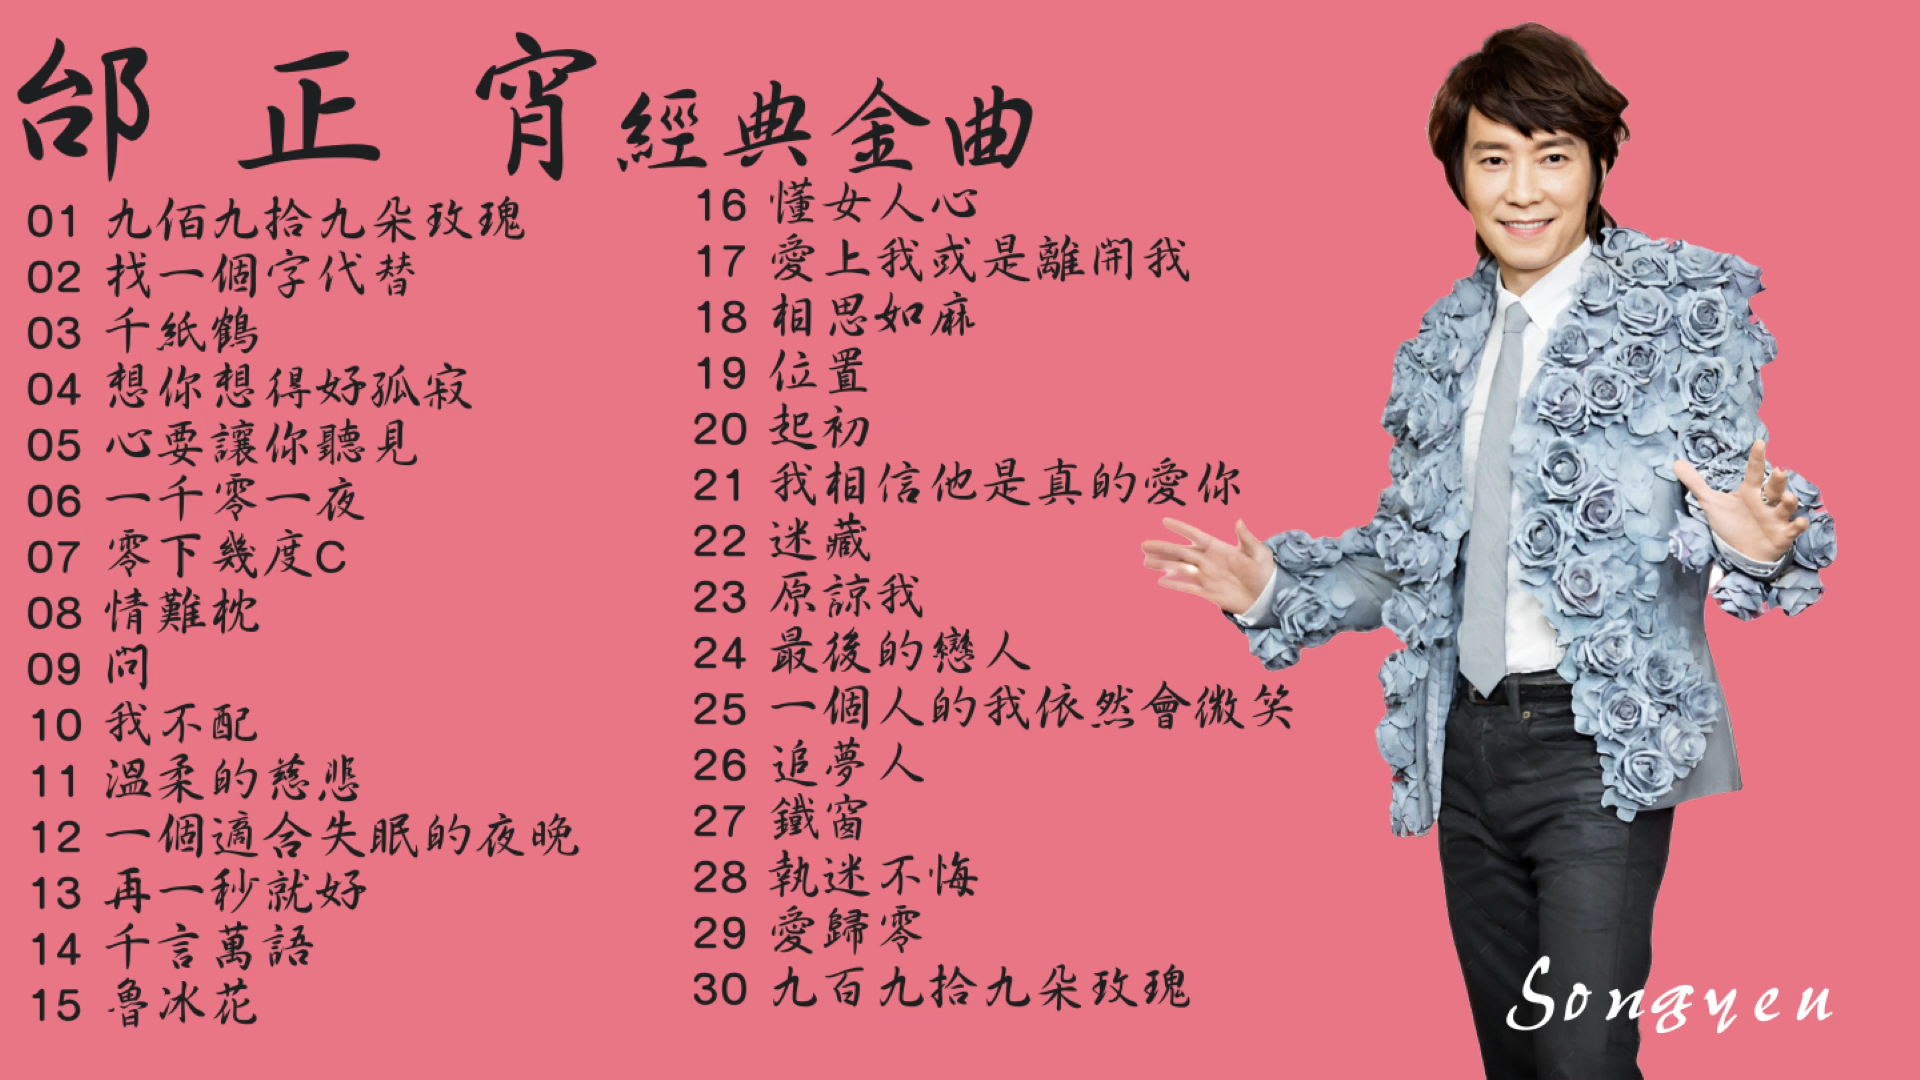 邰正宵經典金曲
01 九佰九拾九朵玫瑰
02 找一個字代替
03 千紙鶴
04 想你想得好孤寂
05 心要讓你聽見
06 一千零一夜
07 零下幾度C
08 情難枕
09 問
10 我不配
11 溫柔的慈悲
12 一個適合失眠的夜晚
13 再一秒就好
14 千言萬語
15 魯冰花
16 懂女人心
17 愛上我或是離開我
18 相思如麻
19 位置
20 起初
21 我相信他是真的愛你
22 迷藏
23 原諒我
24 最後的戀人
25 一個人的我依然會微笑
26 追夢人
27 鐵窗
28 執迷不悔
29 愛歸零
30 九百九拾九朵玫瑰
Songyeu